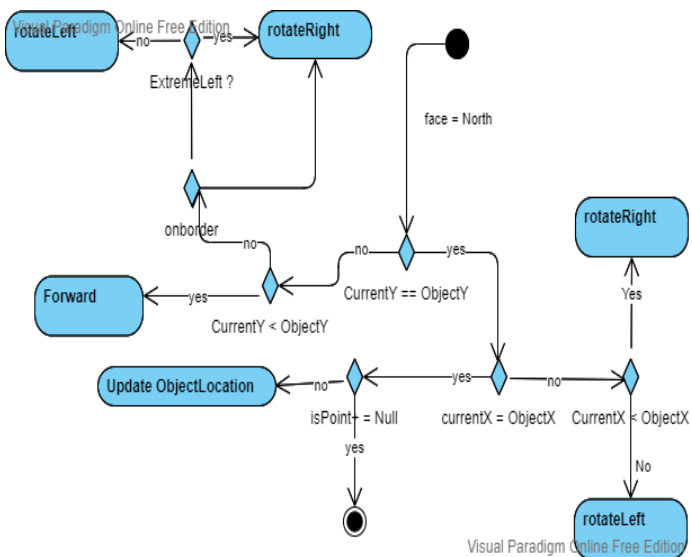 Visual Paradigm Online Free Edition
rotateLeft
no
yes
rotateRight
ExtremeLeft ?
face = North
onborder
no
no
yes
rotateRight
Forward
yes
CurrentY == ObjectY
CurrentY < ObjectY
Yes
Update ObjectLocation
no
yes
no
isPoint+ = Null
currentX = ObjectX
CurrentX < ObjectX
yes
No
rotateLeft
Visual Paradigm Online Free Edition